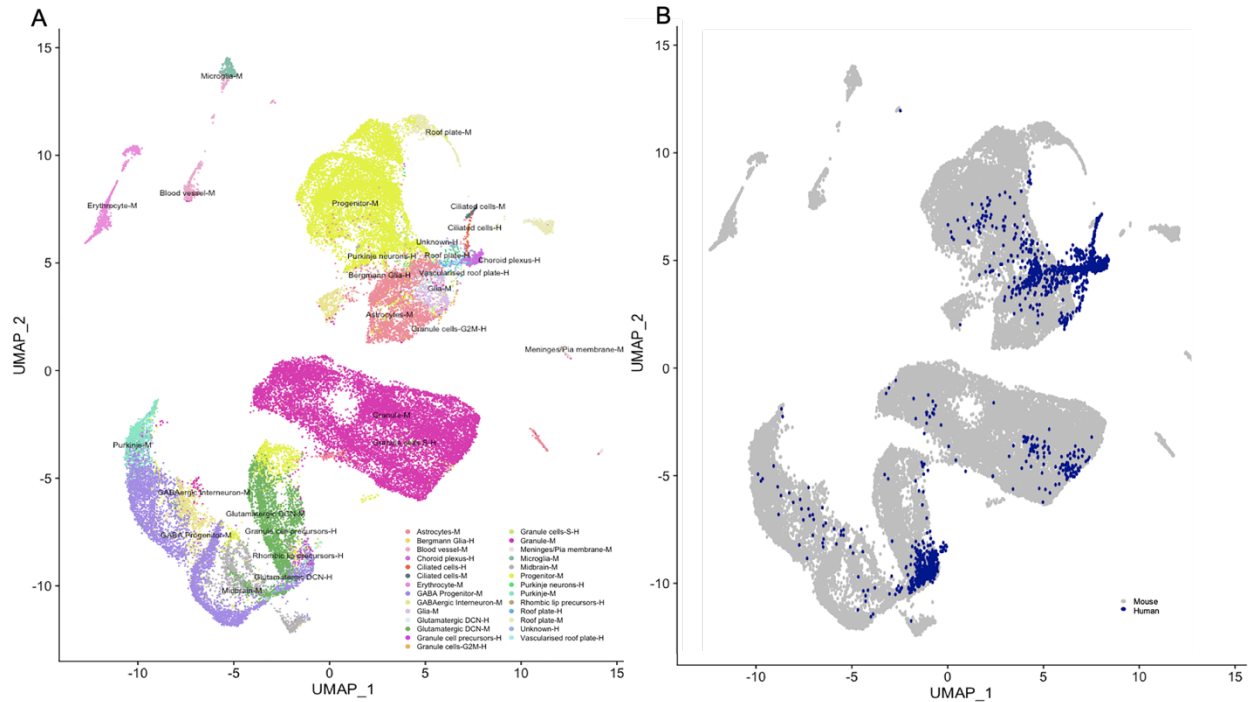 A
B
15
10
5
0
-5
-10
UMAP_2
-10
-5
0
5
10
15
UMAP_1
Microglia-M
Roof plate-M
Blood vessel-M
Erythrocyte-M
Progenitor-M
Ciliated cells-M
Ciliated cells-H
Unknown-H
Purkinje neurons-H
Roof plate-H
Choroid plexus-H
Bergmann Glia-H
Vascularised roof plate-H
Glia-M
Astrocytes-M
Granule cells-G2M-H
Meninges/Pia membrane-M
Granule-M
Granule cells-S-H
Purkinje-M
GABAergic Interneuron-M
Glutamatergic DCN-M
Granule cell precursors-H
GABA Progenitor-M
Rhombic lip precursors-H
Glutamatergic DCN-H
Midbrain-M
Astrocytes-M
Bergmann Glia-H
Blood vessel-M
Choroid plexus-H
Ciliated cells-H
Ciliated cells-M
Erythrocyte-M
GABA Progenitor-M
GABAergic Interneuron-M
Glia-M
Glutamatergic DCN-H
Glutamatergic DCN-M
Granule cell precursors-H
Granule cells-G2M-H
Granule cells-S-H
Granule-M
Meninges/Pia membrane-M
Microglia-M
Midbrain-M
Progenitor-M
Purkinje neurons-H
Purkinje-M
Rhombic lip precursors-H
Roof plate-H
Roof plate-M
Unknown-H
Vascularised roof plate-H
15
10
5
0
-5
-10
UMAP_2
-10
-5
0
5
10
15
UMAP_1
Mouse
Human